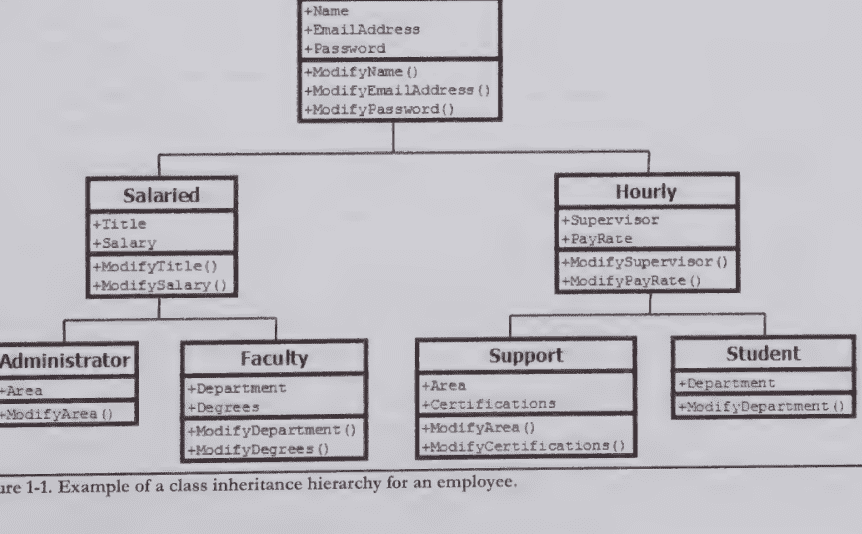 +Name
+EmailAddress
+Password
+ModifyName()
+ModifyEmailAddress()
+ModifyPassword()
Salaried
+Title
+Salary
+ModifyTitle()
+ModifySalary()
Hourly
+Supervisor
+PayRate
+ModifySupervisor()
+ModifyPayRate()
Administrator
+Area
+ModifyArea()
Faculty
+Department
+Degrees
+ModifyDepartment()
+ModifyDegrees()
Support
+Area
+Certifications
+ModifyArea()
+ModifyCertifications()
Student
+Department
+ModifyDepartment()
ure 1-1. Example of a class inheritance hierarchy for an employee.